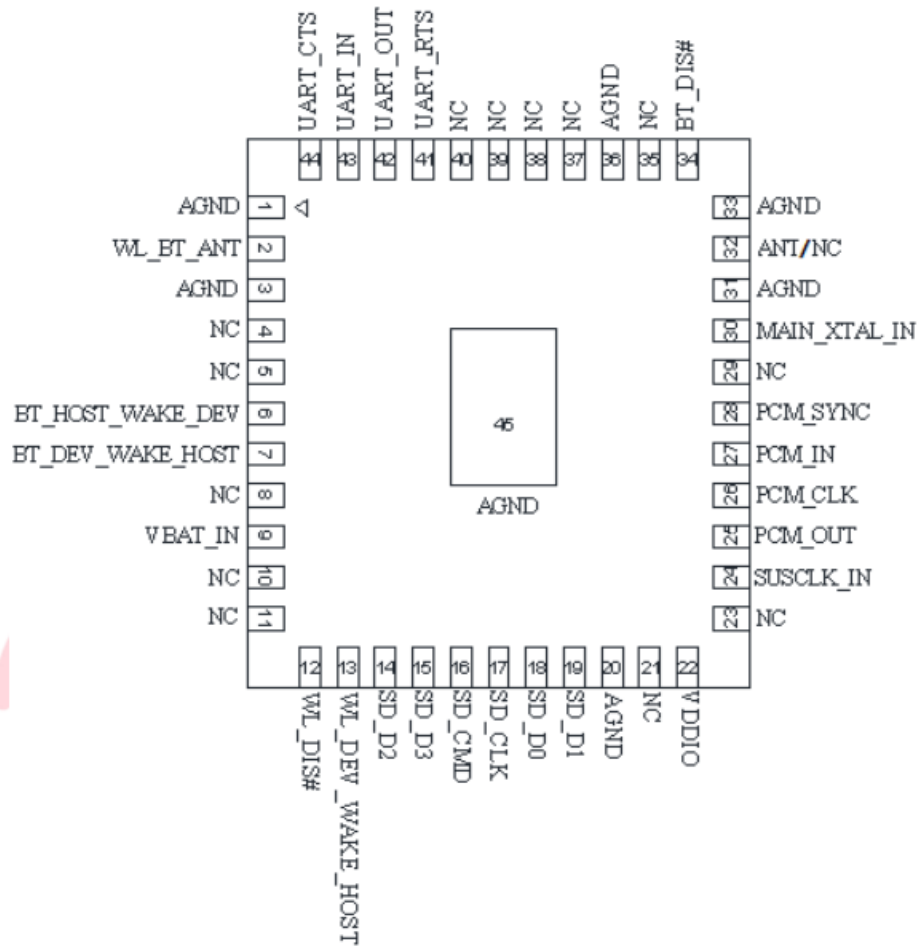 UART_CTS
UART_IN
UART_OUT
UART_RTS
NC
NC
NC
NC
AGND
NC
BT_DIS#
44 43 42 41 40 39 38 37 36 35 34
AGND 1
WL_BT_ANT 2
AGND 3
NC 4
NC 5
BT_HOST_WAKE_DEV 6
BT_DEV_WAKE_HOST 7
NC 8
VBAT_IN 9
NC 10
NC 11
45
AGND
33 AGND
32 ANT/NC
31 AGND
30 MAIN_XTAL_IN
29 NC
28 PCM_SYNC
27 PCM_IN
26 PCM_CLK
25 PCM_OUT
24 SUSCLK_IN
23 NC
12 13 14 15 16 17 18 19 20 21 22
WL_DIS#
WL_DEV_WAKE_HOST
SD_D2
SD_D3
SD_CMD
SD_CLK
SD_D0
SD_D1
AGND
NC
VDDIO